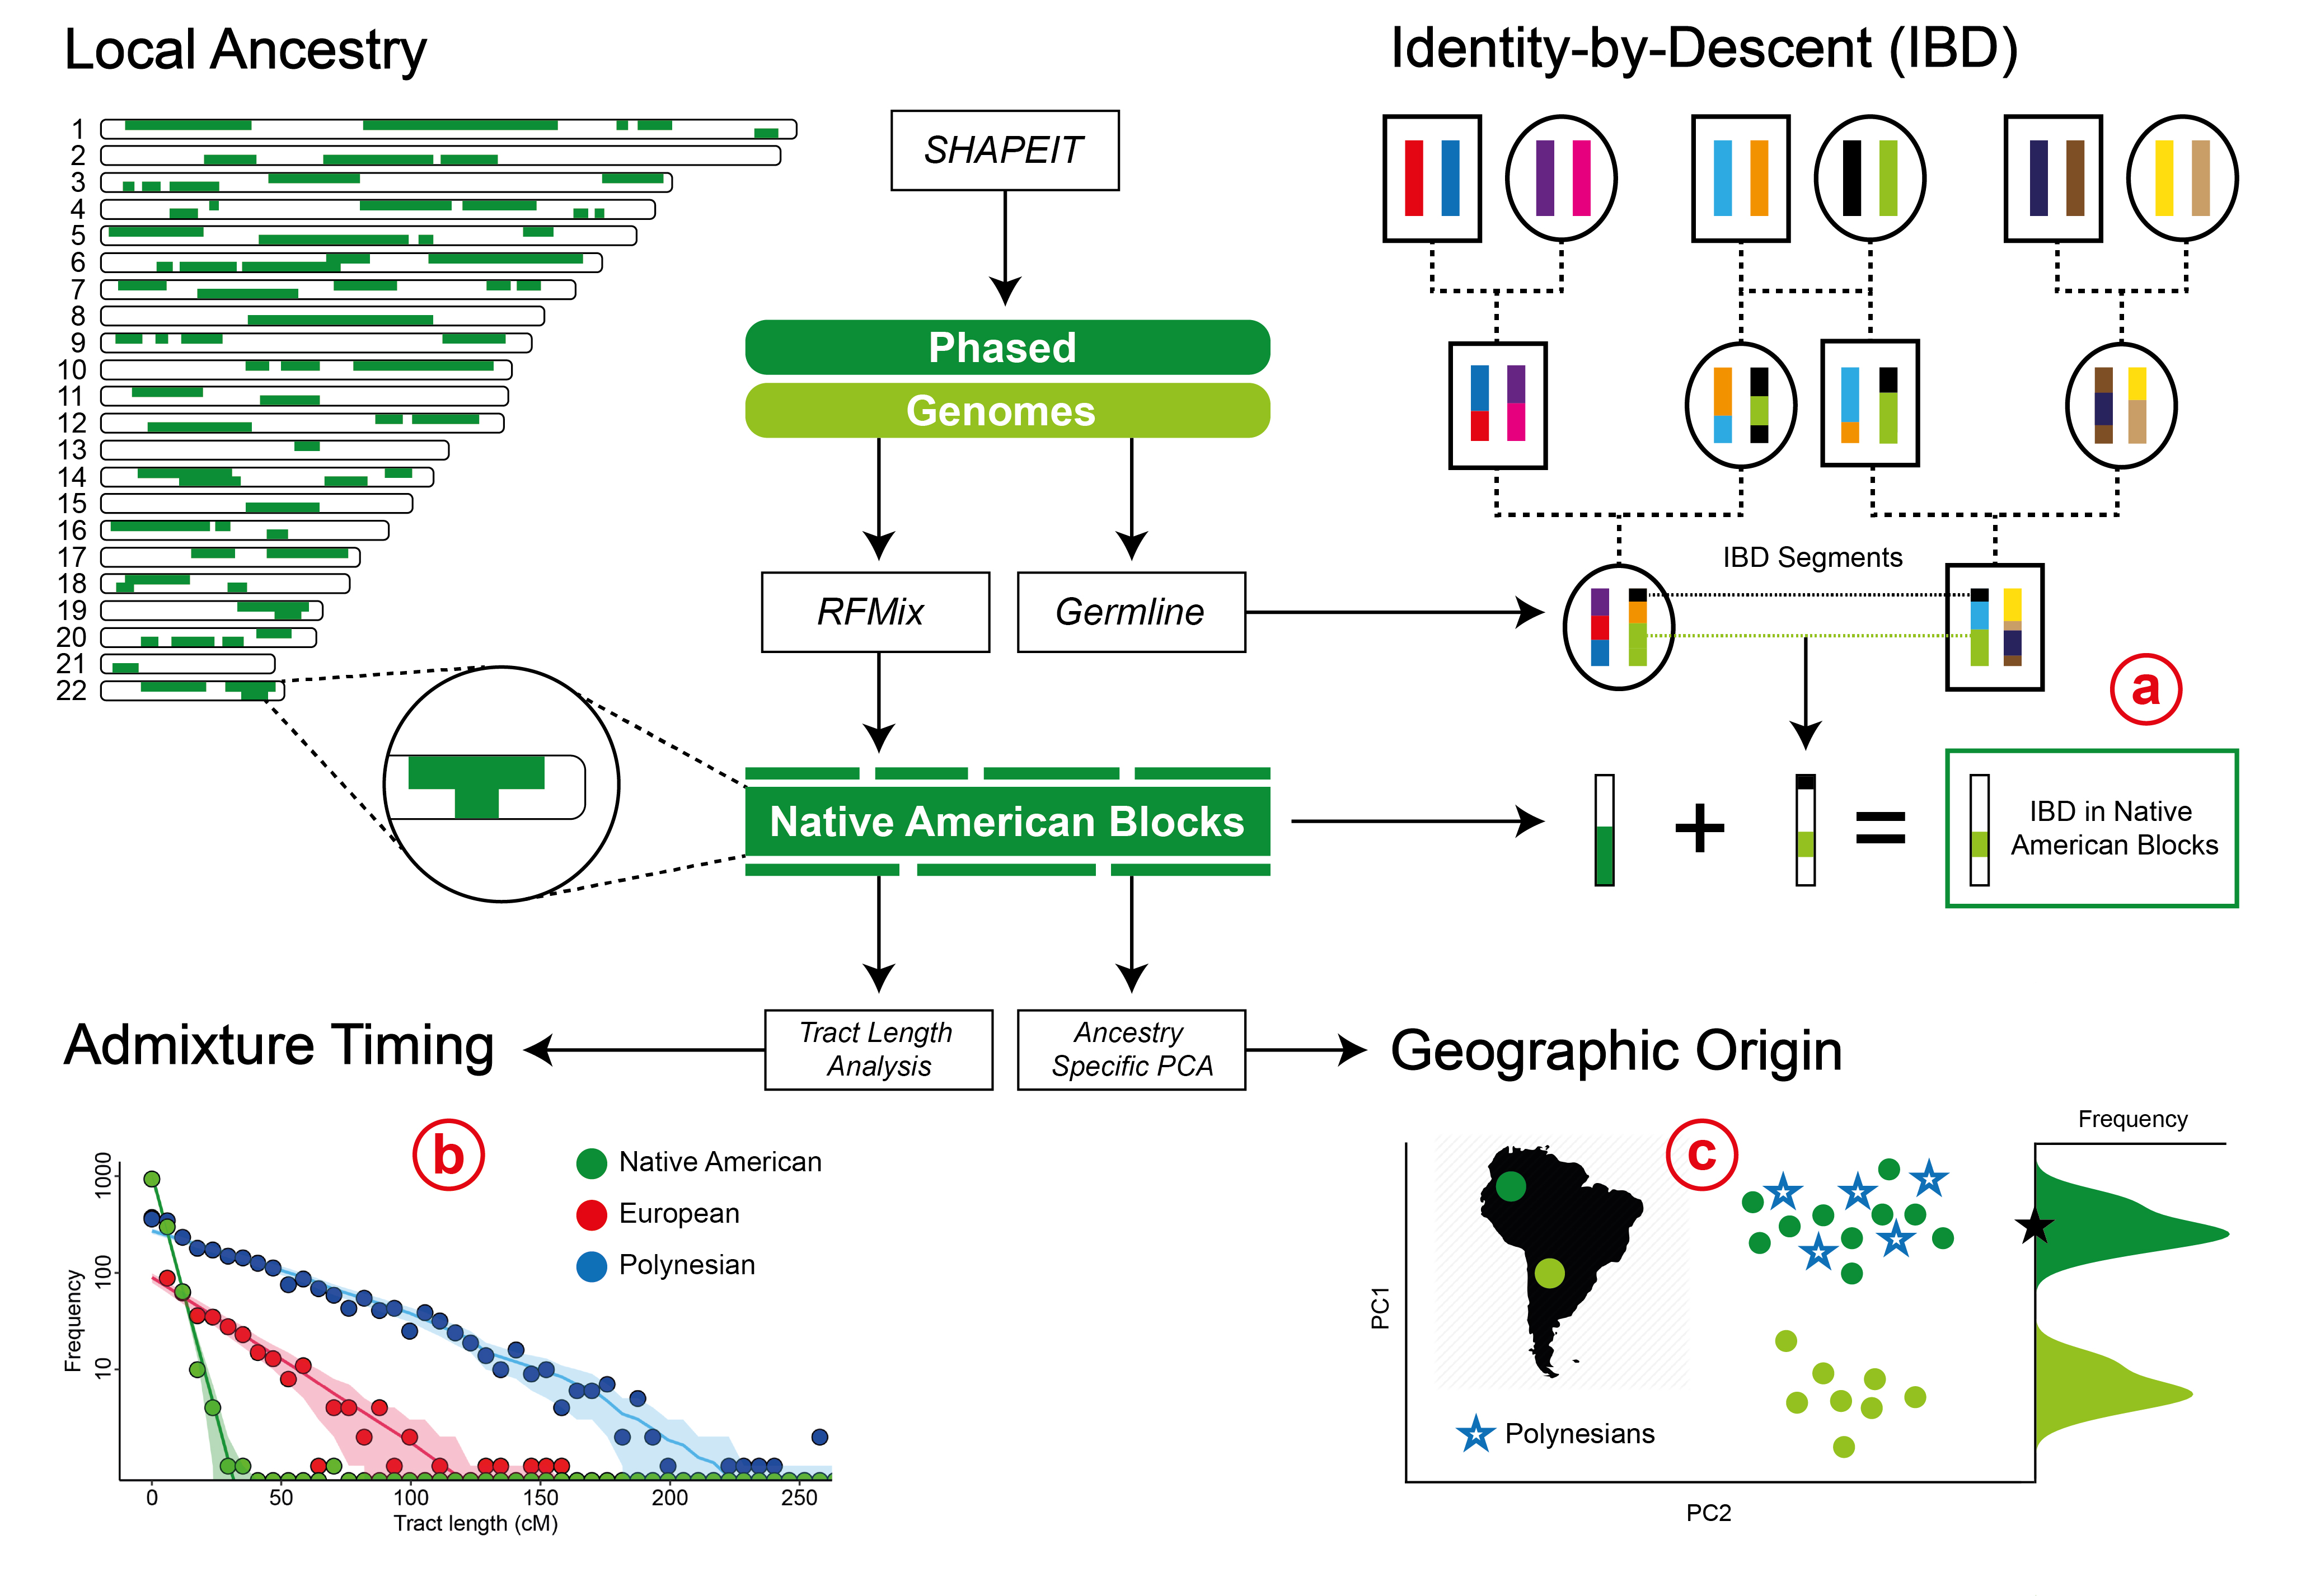 Local Ancestry
Identity-by-Descent (IBD)
1
2
3
4
5
6
7
8
9
10
11
12
13
14
15
16
17
18
19
20
21
22
SHAPEIT
Phased
Genomes
RFMix
Germline
IBD Segments
a
Native American Blocks
+
=
IBD in Native
American Blocks
Tract Length
Analysis
Ancestry
Specific PCA
Admixture Timing
b
Native American
European
Polynesian
Frequency
1000
100
10
0
50
100
150
200
250
Tract length (cM)
Geographic Origin
c
Frequency
PC1
Polynesians
PC2